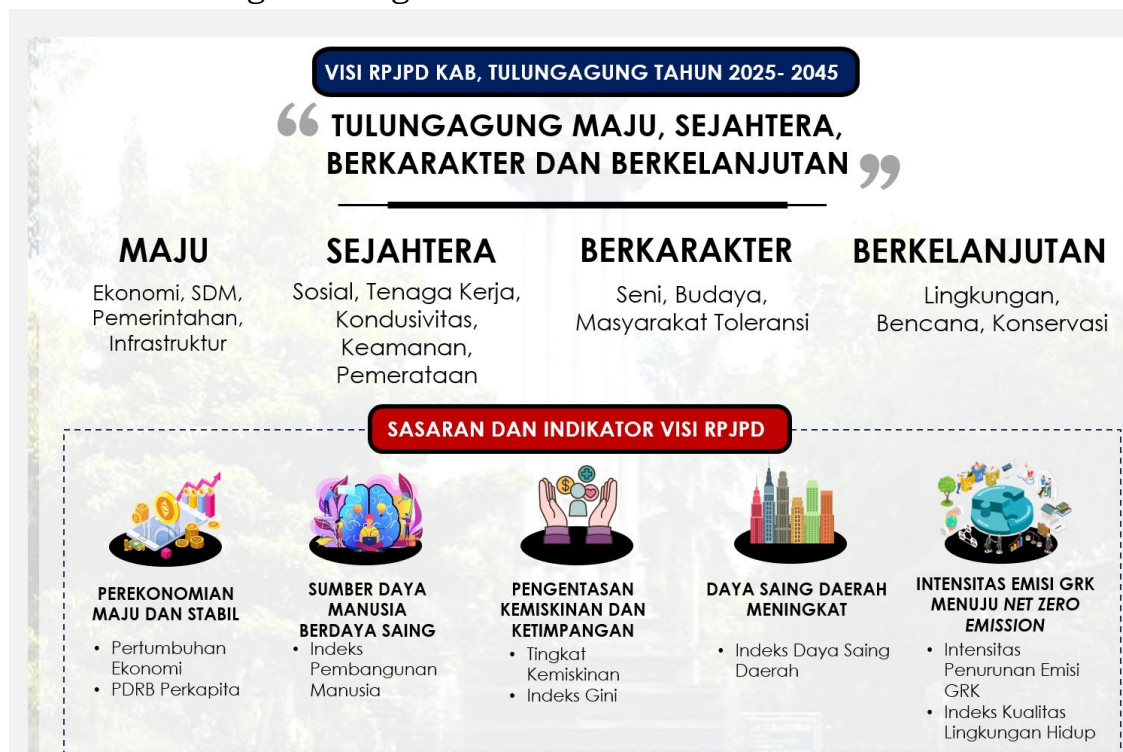 VISI RPJPD KAB, TULUNGAGUNG TAHUN 2025- 2045
“ TULUNGAGUNG MAJU, SEJAHTERA,
BERKARAKTER DAN BERKELANJUTAN ”
MAJU
Ekonomi, SDM,
Pemerintahan,
Infrastruktur
SEJAHTERA
Sosial, Tenaga Kerja,
Kondusivitas,
Keamanan,
Pemerataan
BERKARAKTER
Seni, Budaya,
Masyarakat Toleransi
BERKELANJUTAN
Lingkungan,
Bencana, Konservasi
SASARAN DAN INDIKATOR VISI RPJPD
PEREKONOMIAN
MAJU DAN STABIL
• Pertumbuhan
Ekonomi
• PDRB Perkapita
SUMBER DAYA
MANUSIA
BERDAYA SAING
• Indeks
Pembangunan
Manusia
PENGENTASAN
KEMISKINAN DAN
KETIMPANGAN
• Tingkat
Kemiskinan
• Indeks Gini
DAYA SAING DAERAH
MENINGKAT
• Indeks Daya Saing
Daerah
INTENSITAS EMISI GRK
MENUJU NET ZERO
EMISSION
• Intensitas
Penurunan Emisi
GRK
• Indeks Kualitas
Lingkungan Hidup